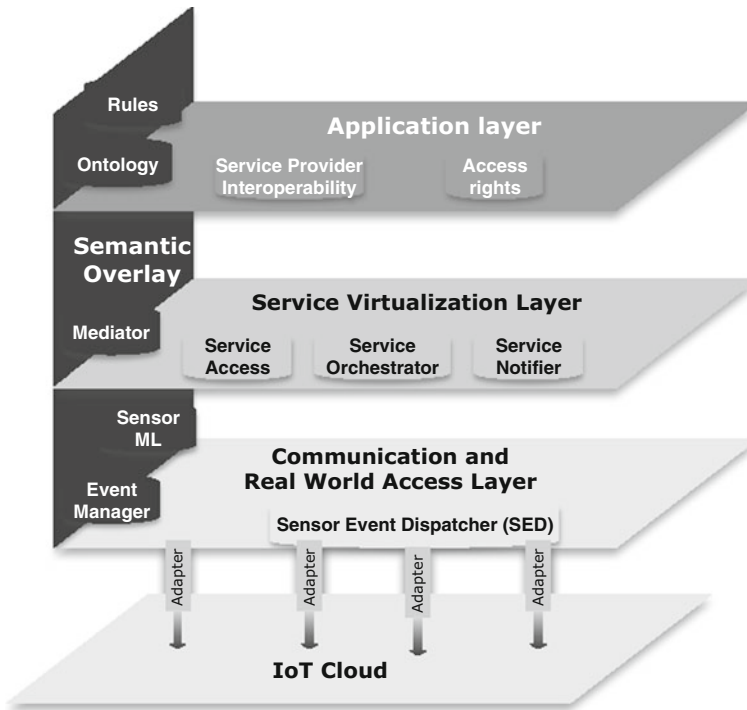 Rules
Application layer
Ontology
Service Provider
Interoperability
Access
rights
Semantic
Overlay
Service Virtualization Layer
Mediator
Service
Access
Service
Orchestrator
Service
Notifier
Sensor
ML
Communication and
Real World Access Layer
Event
Manager
Sensor Event Dispatcher (SED)
Adapter
Adapter
Adapter
Adapter
IoT Cloud